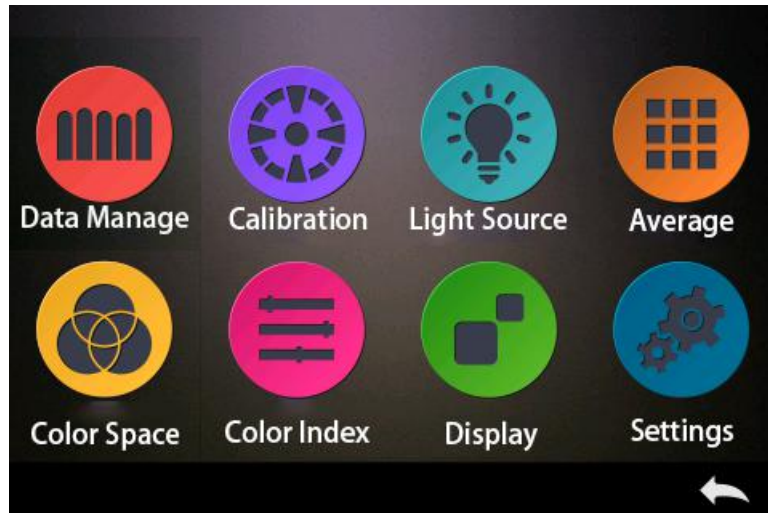 Data Manage
Calibration
Light Source
Average
Color Space
Color Index
Display
Settings